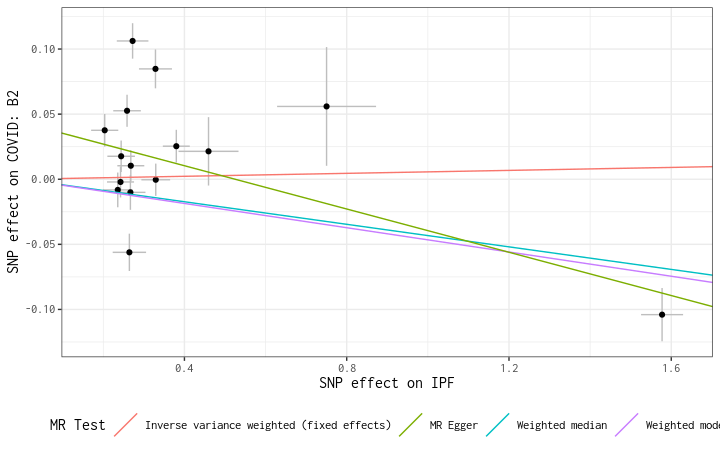 0.10
0.05
0.00
−0.05
−0.10
SNP effect on COVID: B2
0.4 0.8 1.2 1.6
SNP effect on IPF
MR Test Inverse variance weighted (fixed effects) MR Egger Weighted median Weighted mode